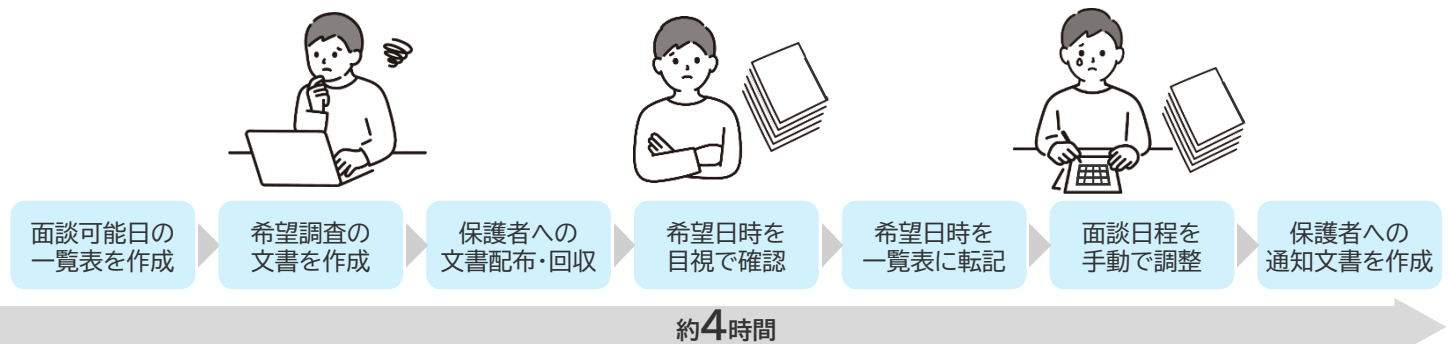 面談可能日の
一覧表を作成
希望調査の
文書を作成
保護者への
文書配布・回収
希望日時を
目視で確認
希望日時を
一覧表に転記
面談日程を
手動で調整
保護者への
通知文書を作成
約4時間